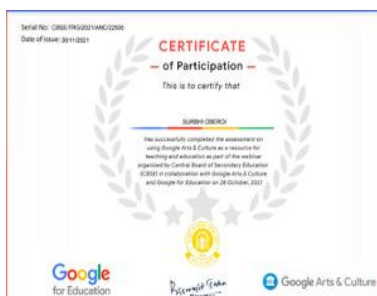 Serial No: CBSE/TRG/2021/ANC/22506
Date of issue: 30/11/2021
CERTIFICATE
— of Participation —
This is to certify that
SURBHI OBEROI
Has successfully completed the assessment on
using Google Arts & Culture as a resource for
teaching and education as part of the webinar
organized by Central Board of Secondary Education
(CBSE) in collaboration with Google Arts & Culture
and Google for Education on 28 October, 2021
Google
for Education
Google Arts & Culture